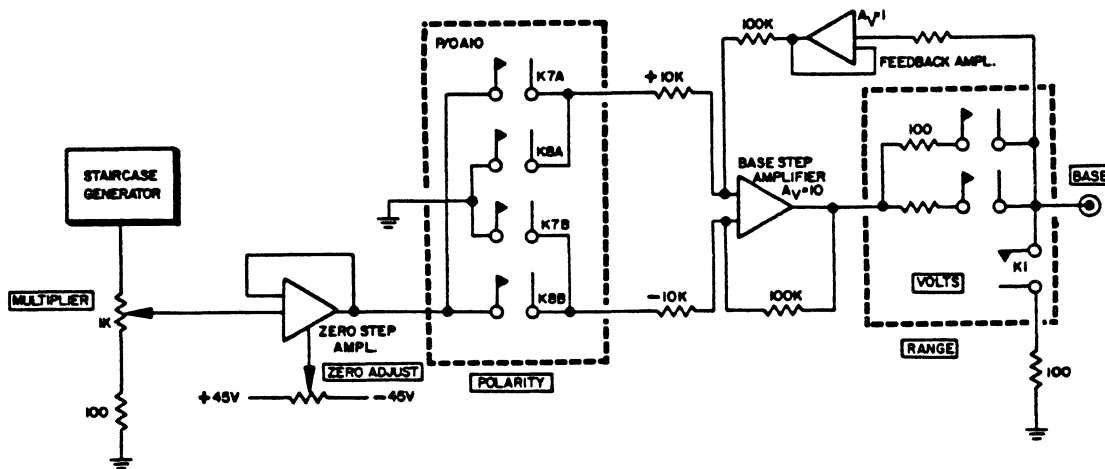 P/OA10
K7A
K8A
K7B
K8B
POLARITY
STAIRCASE
GENERATOR
MULTIPLIER
1K
100
ZERO STEP
AMPL.
ZERO ADJUST
+45V
-45V
+10K
-10K
100K
AV=1
FEEDBACK AMPL.
BASE STEP
AMPLIFIER
AV=10
100K
100
VOLTS
K1
RANGE
BASE
100